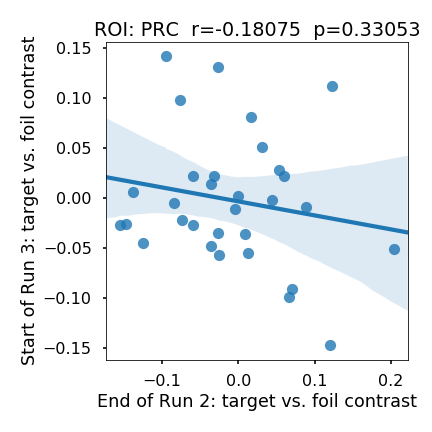 ROI: PRC r=-0.18075 p=0.33053
Start of Run 3: target vs. foil contrast
0.15
0.10
0.05
0.00
−0.05
−0.10
−0.15
−0.1 0.0 0.1 0.2
End of Run 2: target vs. foil contrast